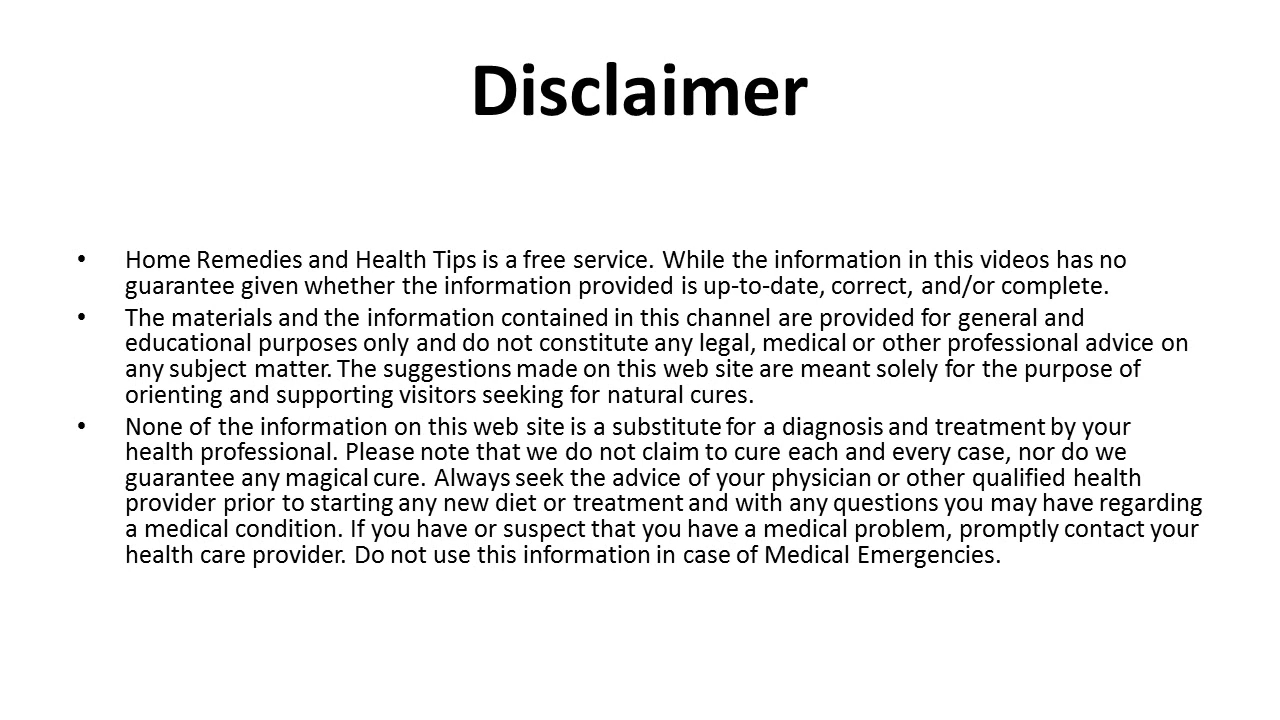 Disclaimer
• Home Remedies and Health Tips is a free service. While the information in this videos has no
guarantee given whether the information provided is up-to-date, correct, and/or complete.
• The materials and the information contained in this channel are provided for general and
educational purposes only and do not constitute any legal, medical or other professional advice on
any subject matter. The suggestions made on this web site are meant solely for the purpose of
orienting and supporting visitors seeking for natural cures.
• None of the information on this web site is a substitute for a diagnosis and treatment by your
health professional. Please note that we do not claim to cure each and every case, nor do we
guarantee any magical cure. Always seek the advice of your physician or other qualified health
provider prior to starting any new diet or treatment and with any questions you may have regarding
a medical condition. If you have or suspect that you have a medical problem, promptly contact your
health care provider. Do not use this information in case of Medical Emergencies.